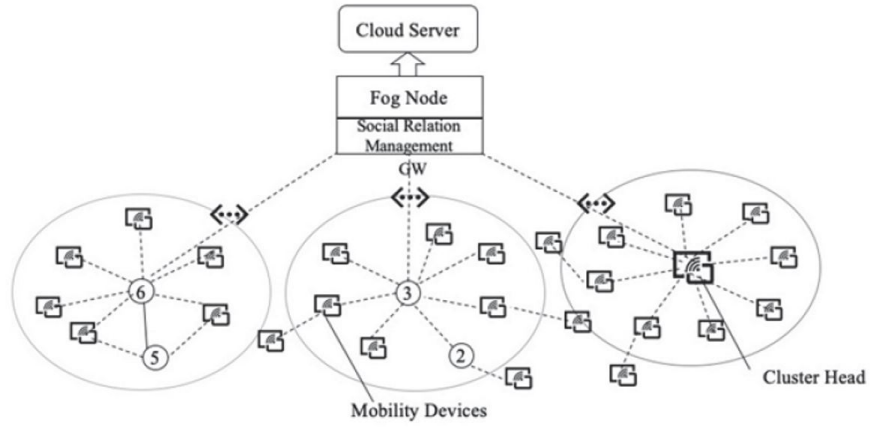 Cloud Server
Fog Node
Social Relation
Management
GW
6
3
5
2
Cluster Head
Mobility Devices